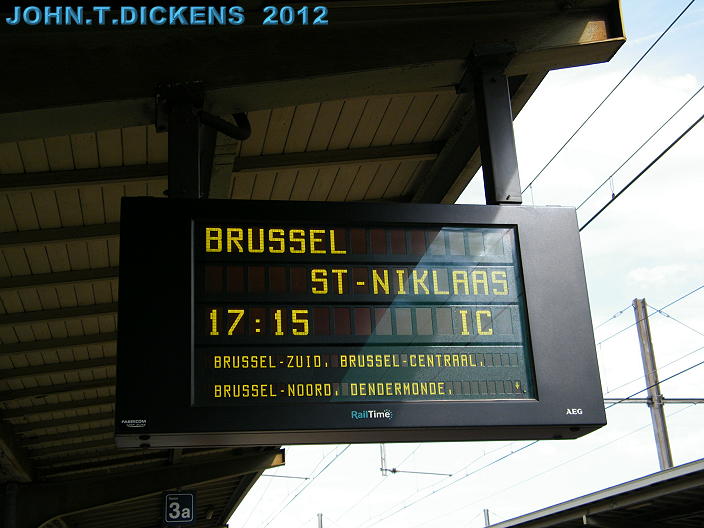 JOHN.T.DICKENS 2012
BRUSSEL
ST-NIKLAAS
17:15 IC
BRUSSEL-ZUID, BRUSSEL-CENTRAAL,
BRUSSEL-NOORD, DENDERMONDE,
RailTime
AEG
3a